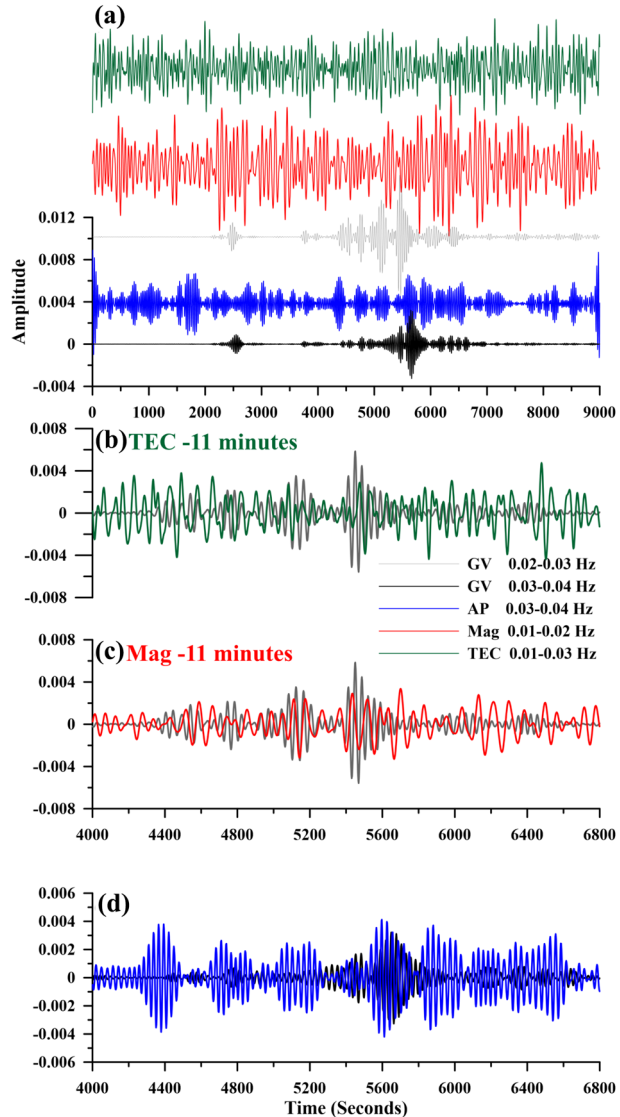 (a)
0.012
0.008
0.004
0
-0.004
Amplitude
0 1000 2000 3000 4000 5000 6000 7000 8000 9000
(b) TEC -11 minutes
0.008
0.004
0
-0.004
-0.008
GV 0.02-0.03 Hz
GV 0.03-0.04 Hz
AP 0.03-0.04 Hz
Mag 0.01-0.02 Hz
TEC 0.01-0.03 Hz
(c) Mag -11 minutes
0.008
0.004
0
-0.004
-0.008
4000 4400 4800 5200 5600 6000 6400 6800
(d)
0.006
0.004
0.002
0
-0.002
-0.004
-0.006
4000 4400 4800 5200 5600 6000 6400 6800
Time (Seconds)